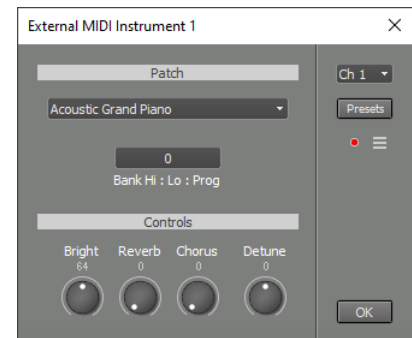 External MIDI Instrument 1
Patch
Ch 1
Acoustic Grand Piano
Presets
0
Bank Hi : Lo : Prog
Controls
Bright Reverb Chorus Detune
64 0 0 0
OK